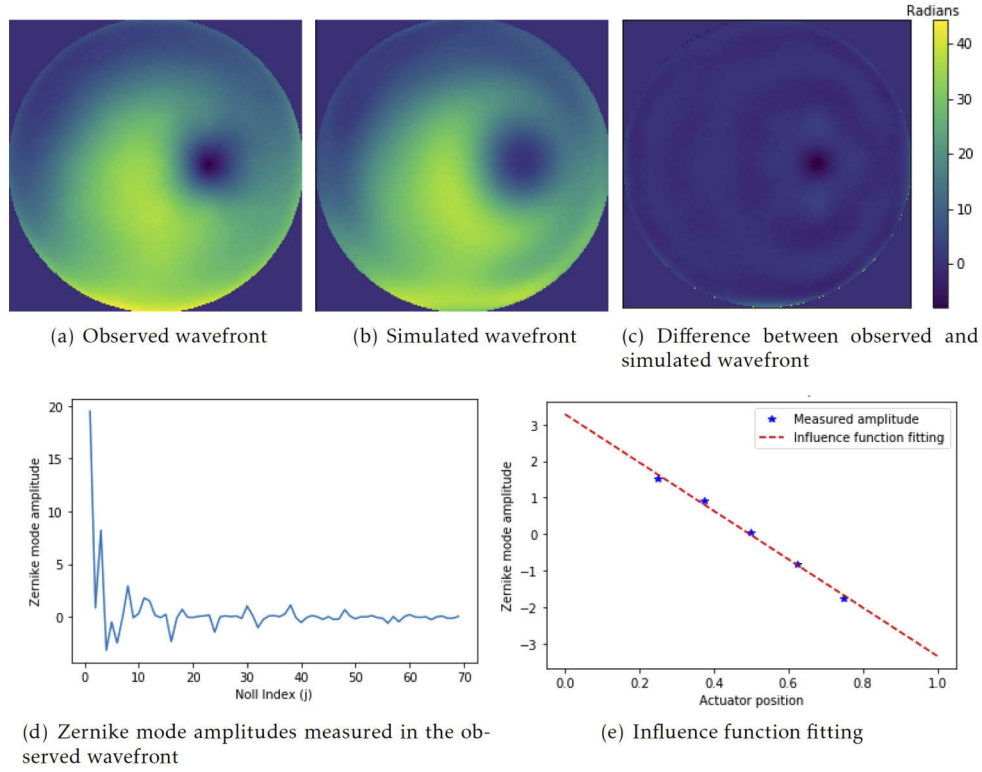 Radians
40
30
20
10
0
(a) Observed wavefront
(b) Simulated wavefront
(c) Difference between observed and
simulated wavefront
20
15
10
5
0
Zernike mode amplitude
0 10 20 30 40 50 60 70
Noll Index (j)
(d) Zernike mode amplitudes measured in the ob-
served wavefront
3
2
1
0
−1
−2
−3
Zernike mode amplitude
Measured amplitude
Influence function fitting
0.0 0.2 0.4 0.6 0.8 1.0
Actuator position
(e) Influence function fitting